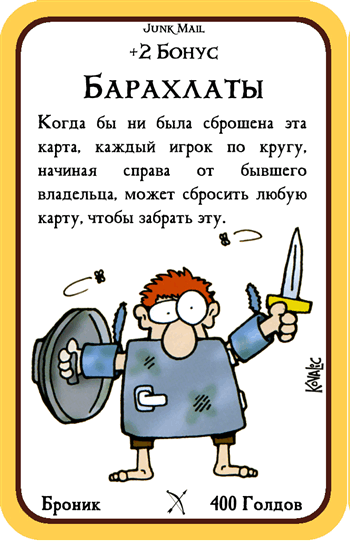 Junk Mail
+2 Бонус
Барахлаты
Когда бы ни была сброшена эта
карта, каждый игрок по кругу,
начиная справа от бывшего
владельца, может сбросить любую
карту, чтобы забрать эту.
Kovalic
Броник 400 Голдов